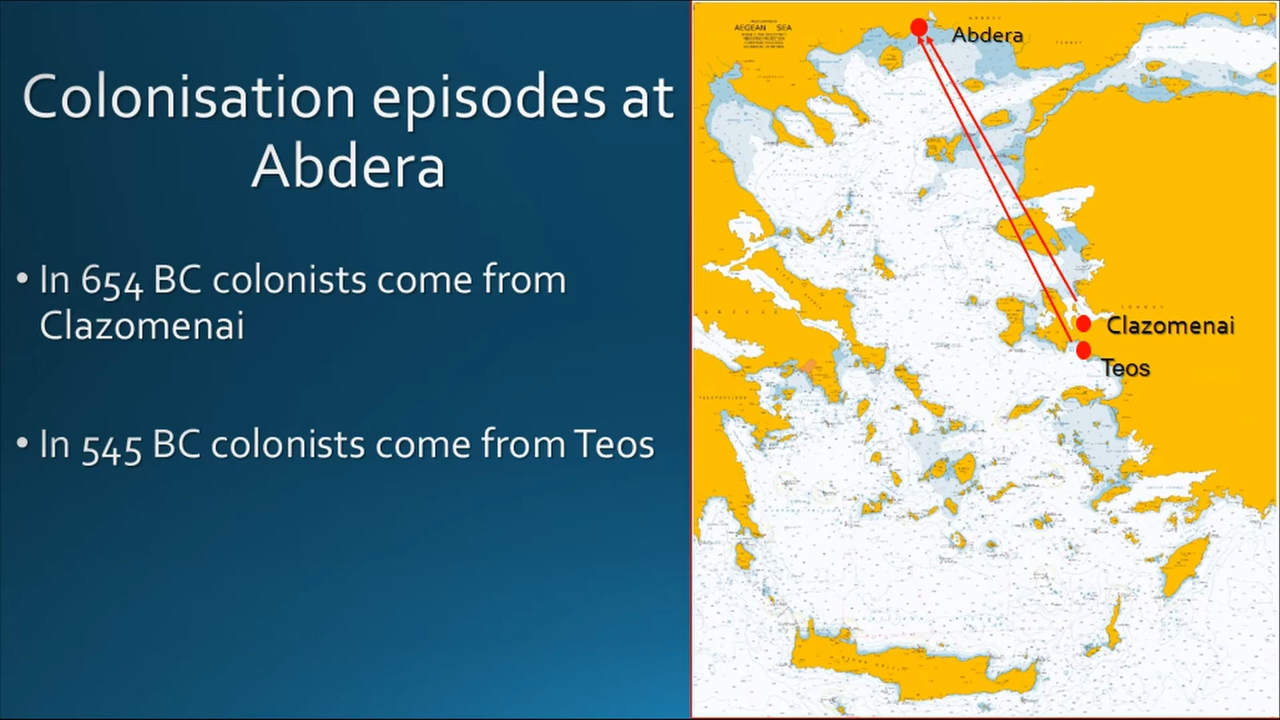 Colonisation episodes at
Abdera
• In 654 BC colonists come from
Clazomenai
• In 545 BC colonists come from Teos
AEGEAN SEA
Abdera
Clazomenai
Teos